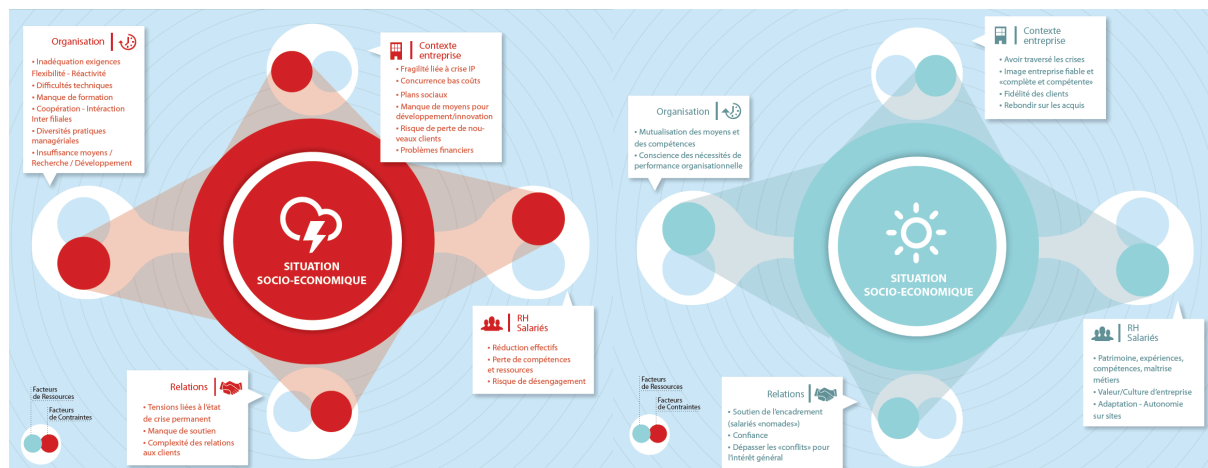 Organisation
• Inadéquation exigences
Flexibilité - Réactivité
• Difficultés techniques
• Manque de formation
• Coopération - Intéraction
Inter filiales
• Diversités pratiques
managériales
• Insuffisance moyens /
Recherche / Développement
Contexte
entreprise
• Fragilité liée à crise IP
• Concurrence bas coûts
• Plans sociaux
• Manque de moyens pour
développement/innovation
• Risque de perte de nou-
veaux clients
• Problèmes financiers
SITUATION
SOCIO-ECONOMIQUE
RH
Salariés
• Réduction effectifs
• Perte de compétences
et ressources
• Risque de désengagement
Relations
• Tensions liées à l'état
de crise permanent
• Manque de soutien
• Complexité des relations
aux clients
Facteurs
de Ressources
Facteurs
de Contraintes
Contexte
entreprise
• Avoir traversé les crises
• Image entreprise fiable et
«complète et compétente»
• Fidélité des clients
• Rebondir sur les acquis
Organisation
• Mutualisation des moyens et
des compétences
• Conscience des nécessités de
performance organisationnelle
SITUATION
SOCIO-ECONOMIQUE
RH
Salariés
• Patrimoine, expériences,
compétences, maîtrise
métiers
• Valeur/Culture d'entreprise
• Adaptation - Autonomie
sur sites
Relations
• Soutien de l'encadrement
(salariés «nomades»)
• Confiance
• Dépasser les «conflits» pour
l'intérêt général
Facteurs
de Ressources
Facteurs
de Contraintes